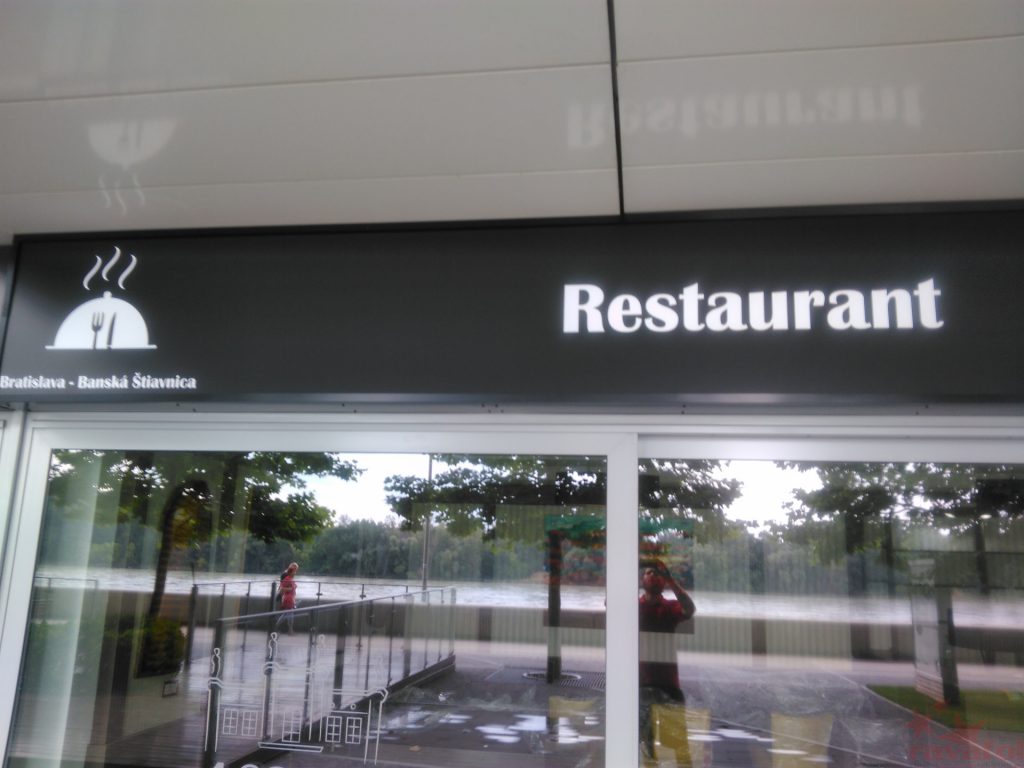 Restaurant
Bratislava - Banská Štiavnica